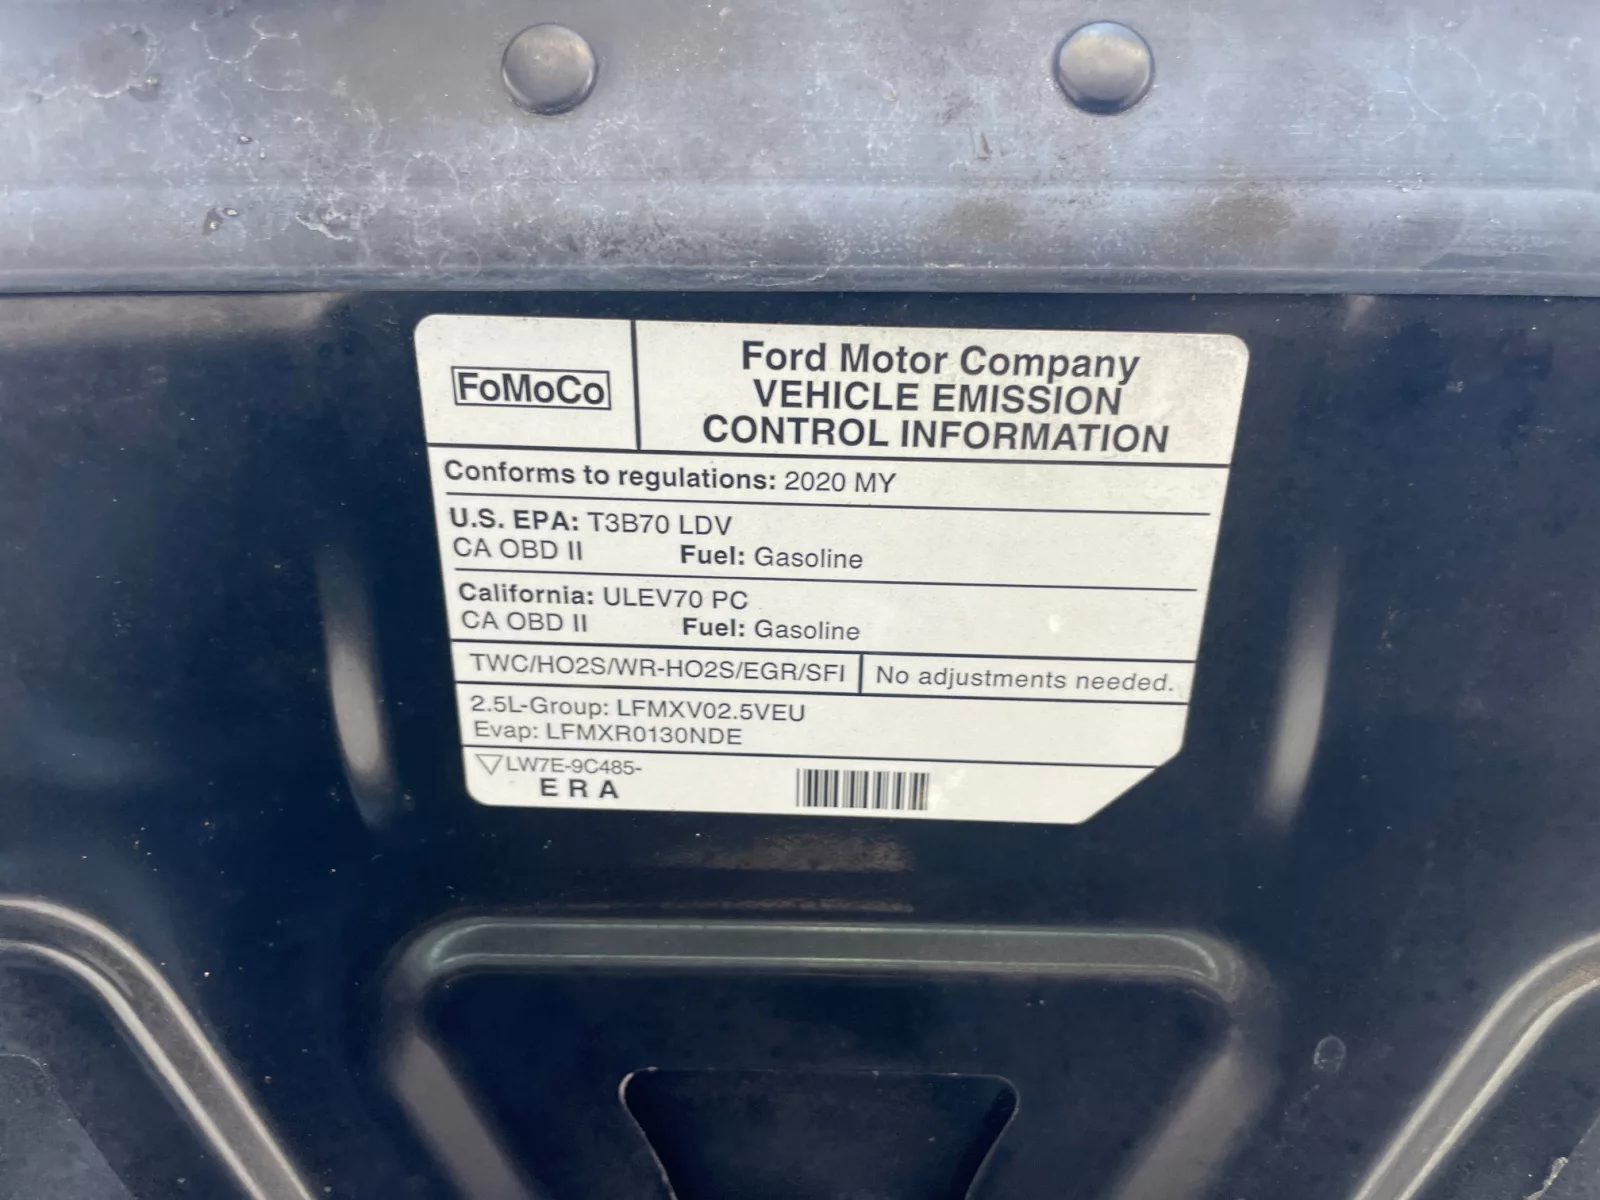 FoMoCo
Ford Motor Company
VEHICLE EMISSION
CONTROL INFORMATION
Conforms to regulations: 2020 MY
U.S. EPA: T3B70 LDV
CA OBD II Fuel: Gasoline
California: ULEV70 PC
CA OBD II Fuel: Gasoline
TWC/HO2S/WR-HO2S/EGR/SFI No adjustments needed.
2.5L-Group: LFMXV02.5VEU
Evap: LFMXR0130NDE
LW7E-9C485-
E R A